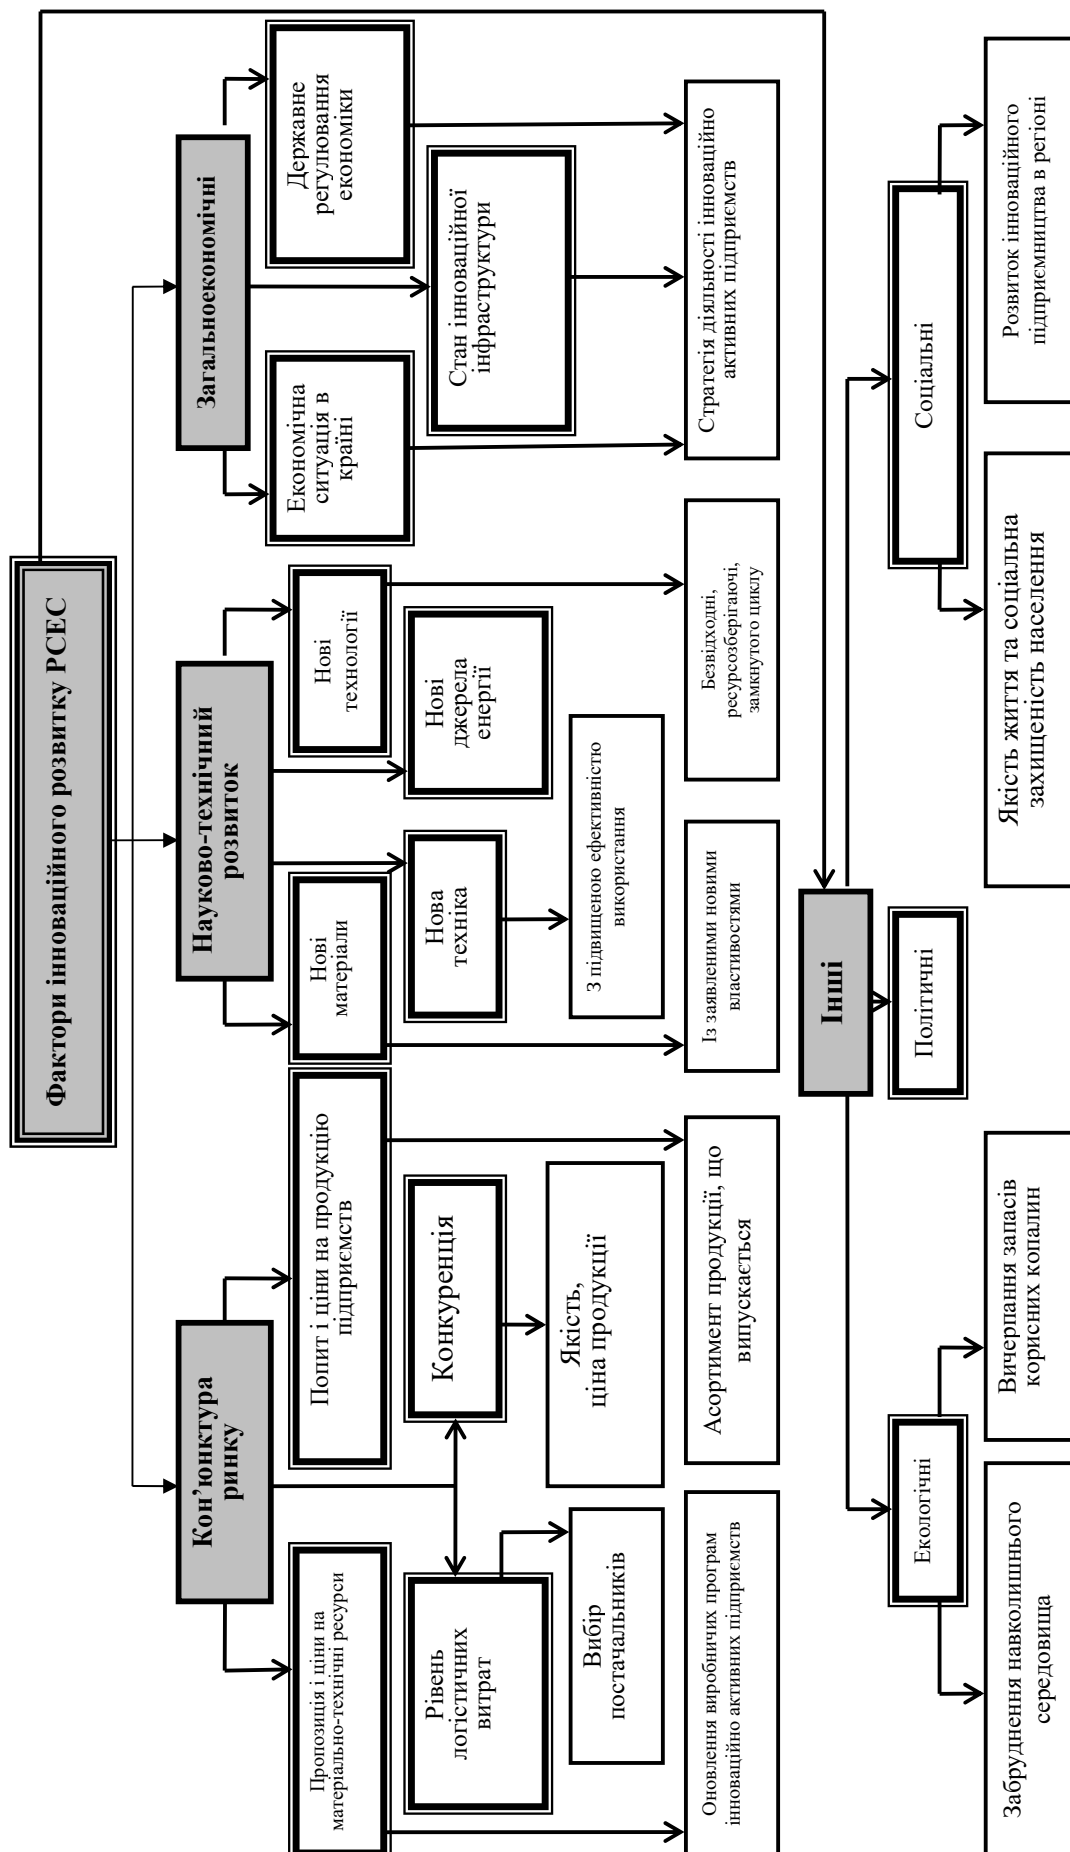 Фактори інноваційного розвитку РСЕС
Кон’юнктура
ринку
Науково-технічний
розвиток
Загальноекономічні
Пропозиція і ціни на
матеріально-технічні ресурси
Попит і ціни на продукцію
підприємств
Нові
матеріали
Нові
технології
Економічна
ситуація в
країні
Державне
регулювання
економіки
Рівень
логістичних
витрат
Конкуренція
Нова
техніка
Нові
джерела
енергії
Стан інноваційної
інфраструктури
Вибір
постачальників
Якість,
ціна продукції
З підвищеною ефективністю
використання
Оновлення виробничих програм
інноваційно активних підприємств
Асортимент продукції, що
випускається
Із заявленими новими
властивостями
Безвідходні,
ресурсозберігаючі,
замкнутого циклу
Стратегія діяльності інноваційно
активних підприємств
Інші
Екологічні
Політичні
Соціальні
Забруднення навколишнього
середовища
Вичерпання запасів
корисних копалин
Якість життя та соціальна
захищеність населення
Розвиток інноваційного
підприємництва в регіоні